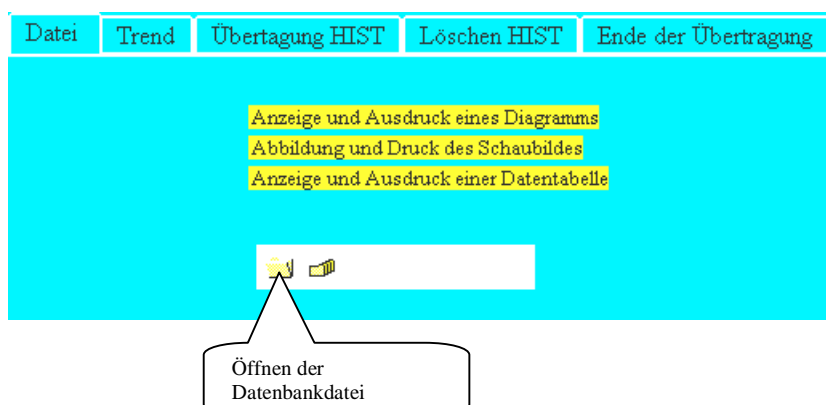 Datei Trend Übertagung HIST Löschen HIST Ende der Übertragung
Anzeige und Ausdruck eines Diagramms
Abbildung und Druck des Schaubildes
Anzeige und Ausdruck einer Datentabelle
Öffnen der
Datenbankdatei